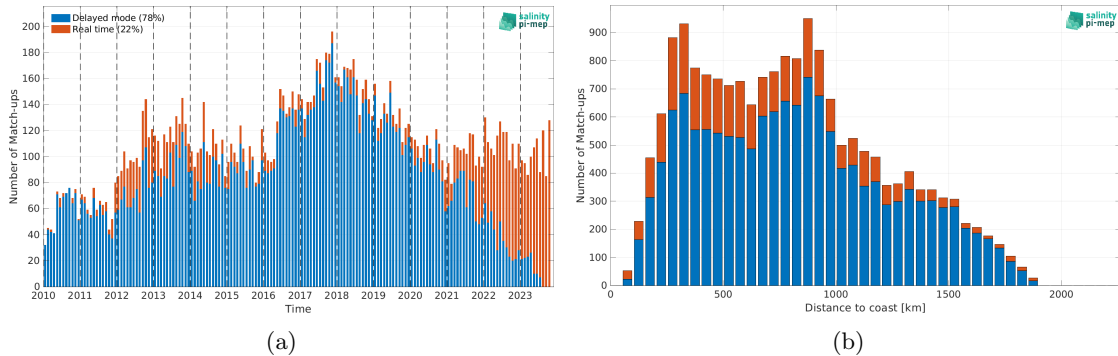 Delayed mode (78%)
Real time (22%)
salinity
pi-mep
Number of Match-ups
200
180
160
140
120
100
80
60
40
20
0
2010 2011 2012 2013 2014 2015 2016 2017 2018 2019 2020 2021 2022 2023
Time
(a)
salinity
pi-mep
Number of Match-ups
900
800
700
600
500
400
300
200
100
0
0 500 1000 1500 2000
Distance to coast [km]
(b)